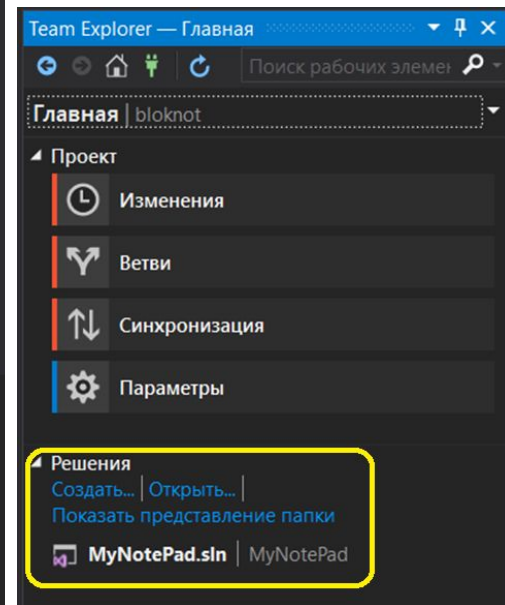 Team Explorer — Главная
Поиск рабочих элемен
Главная | bloknot
Проект
Изменения
Ветви
Синхронизация
Параметры
Решения
Создать... | Открыть... |
Показать представление папки
MyNotePad.sln | MyNotePad